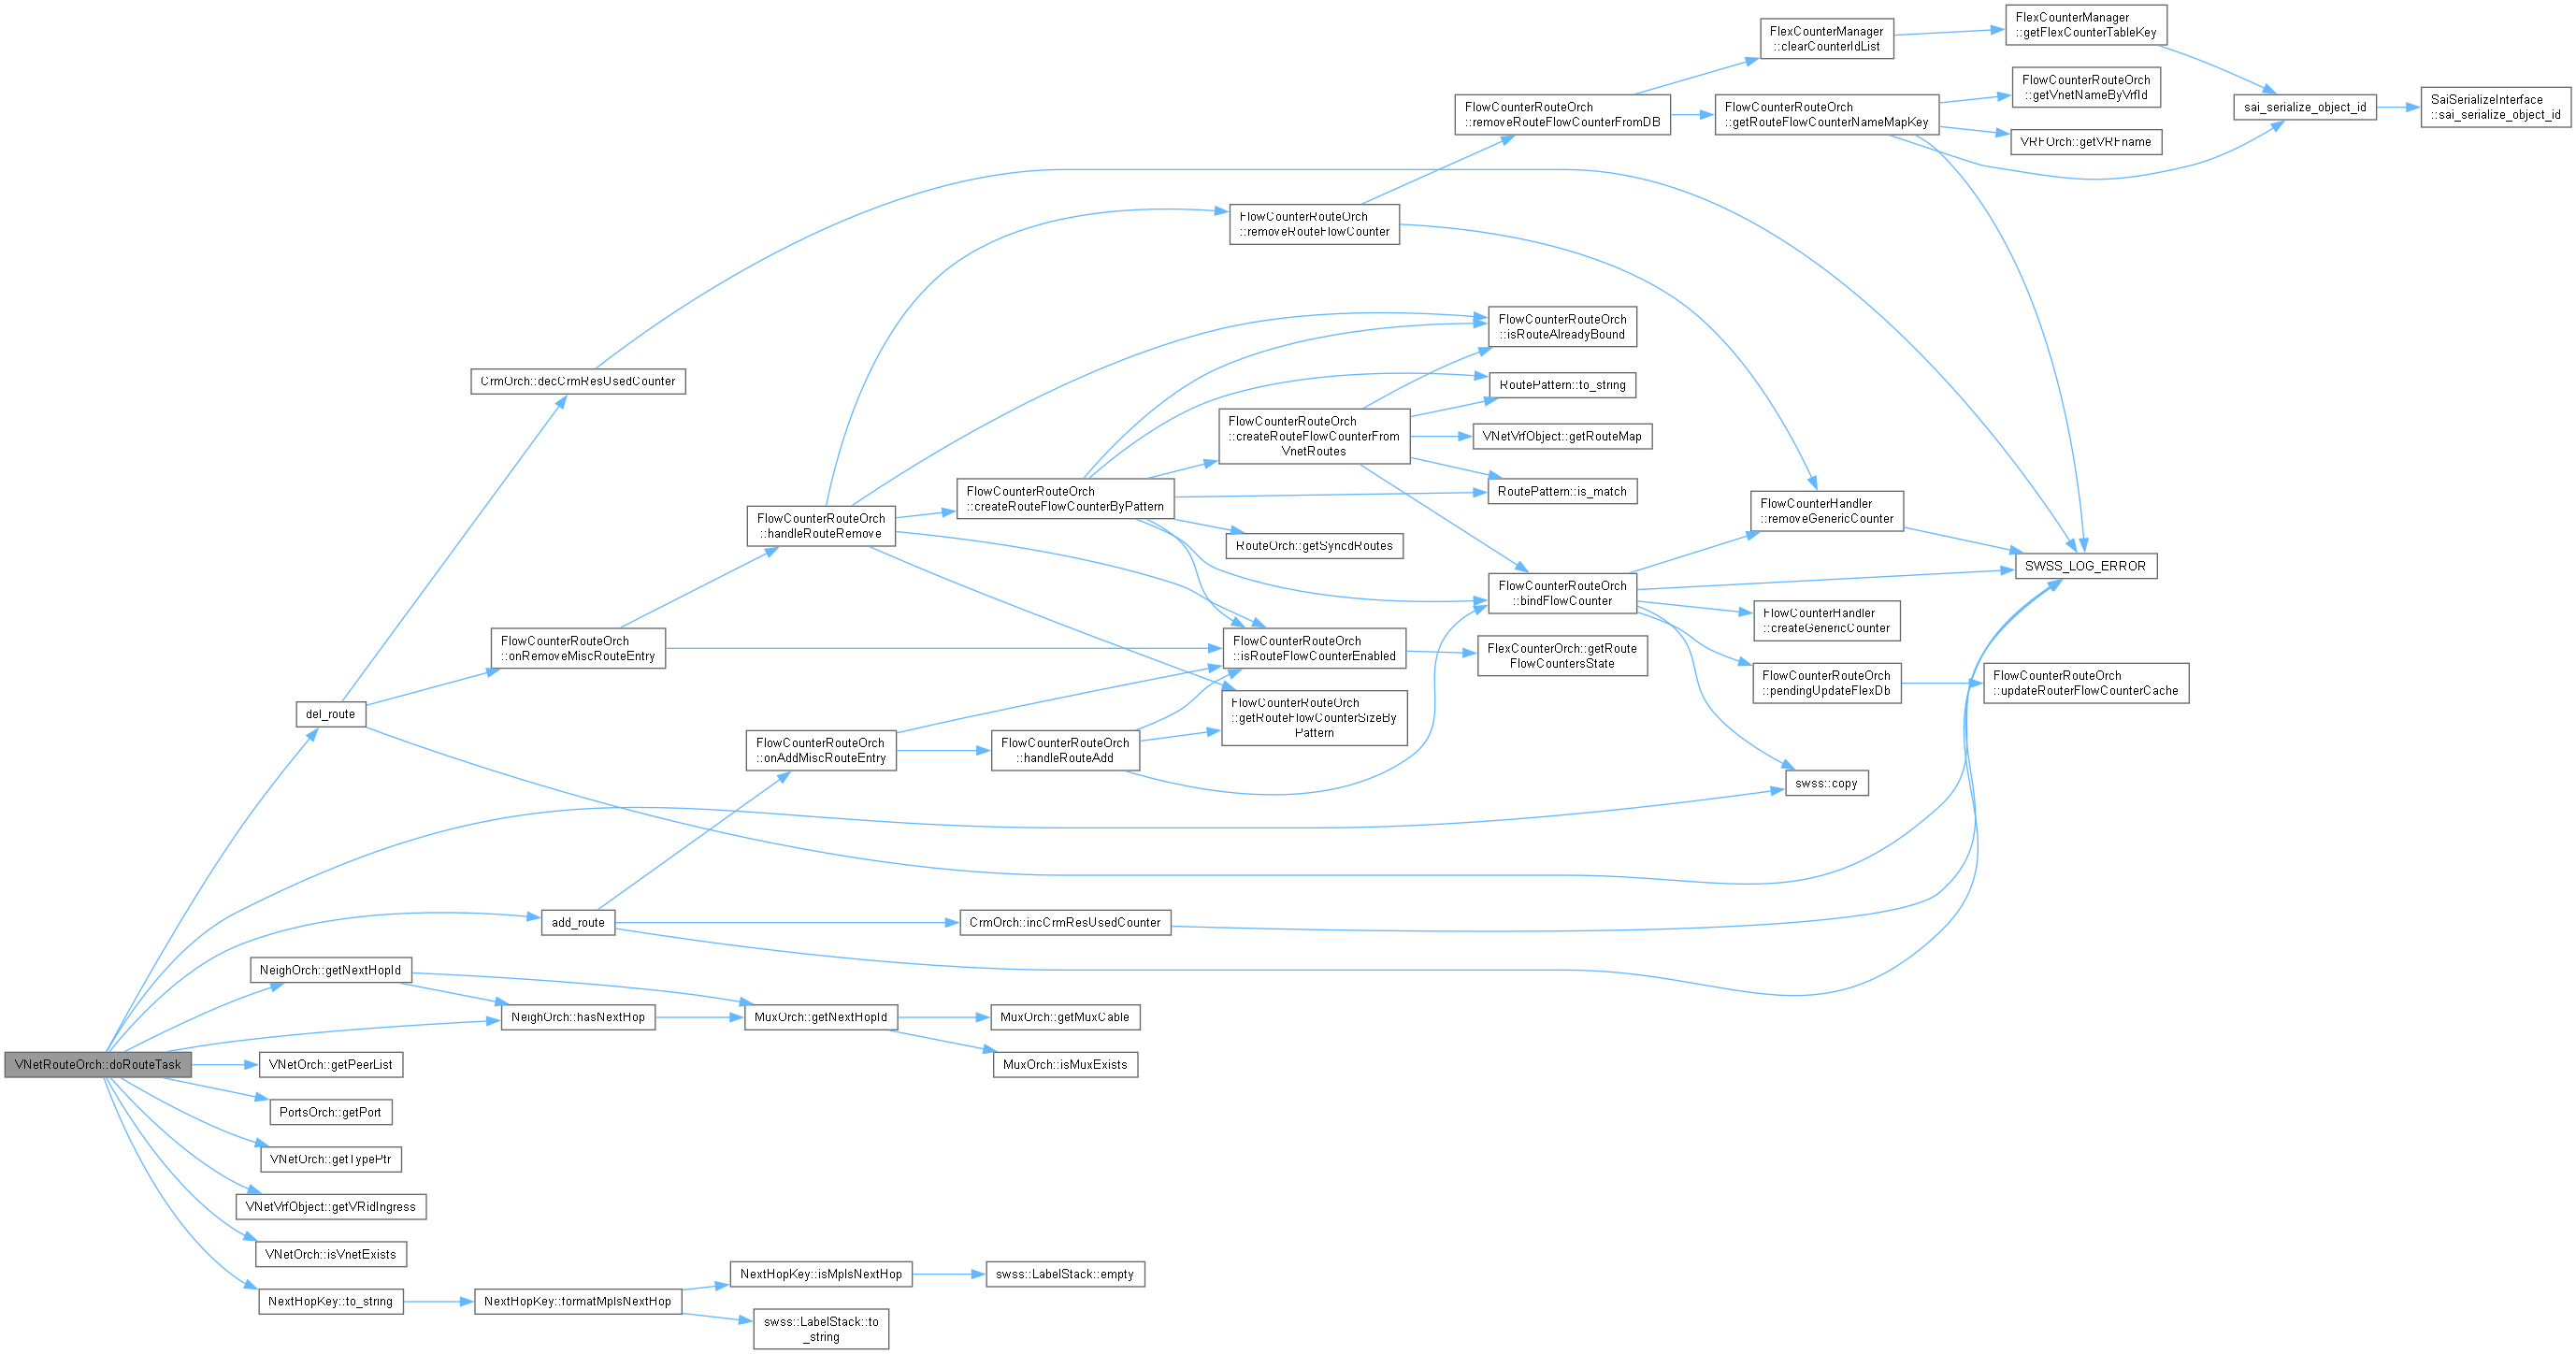 FlexCounterManager
::getFlexCounterTableKey
FlexCounterManager
::clearCounterIdList
FlowCounterRouteOrch
::getVnetNameByVrfId
SaiSerializeInterface
::sai_serialize_object_id
sai_serialize_object_id
FlowCounterRouteOrch
::removeRouteFlowCounterFromDB
FlowCounterRouteOrch
::getRouteFlowCounterNameMapKey
VRFOrch::getVRFname
FlowCounterRouteOrch
::removeRouteFlowCounter
FlowCounterRouteOrch
::isRouteAlreadyBound
CrmOrch::decCrmResUsedCounter
RoutePattern::to_string
FlowCounterRouteOrch
::createRouteFlowCounterFrom
VnetRoutes
VNetVrfObject::getRouteMap
FlowCounterRouteOrch
::createRouteFlowCounterByPattern
RoutePattern::is_match
FlowCounterHandler
::removeGenericCounter
FlowCounterRouteOrch
::handleRouteRemove
RouteOrch::getSyncdRoutes
SWSS_LOG_ERROR
FlowCounterRouteOrch
::bindFlowCounter
FlowCounterHandler
::createGenericCounter
FlowCounterRouteOrch
::onRemoveMiscRouteEntry
FlowCounterRouteOrch
::isRouteFlowCounterEnabled
FlexCounterOrch::getRoute
FlowCountersState
FlowCounterRouteOrch
::pendingUpdateFlexDb
FlowCounterRouteOrch
::updateRouterFlowCounterCache
del_route
FlowCounterRouteOrch
::getRouteFlowCounterSizeBy
Pattern
FlowCounterRouteOrch
::onAddMiscRouteEntry
FlowCounterRouteOrch
::handleRouteAdd
swss::copy
add_route
CrmOrch::incCrmResUsedCounter
NeighOrch::getNextHopId
NeighOrch::hasNextHop
MuxOrch::getNextHopId
MuxOrch::getMuxCable
VNetRouteOrch::doRouteTask
VNetOrch::getPeerList
MuxOrch::isMuxExists
PortsOrch::getPort
VNetOrch::getTypePtr
VNetVrfObject::getVRidIngress
VNetOrch::isVnetExists
NextHopKey::to_string
NextHopKey::formatMplsNextHop
NextHopKey::isMplsNextHop
swss::LabelStack::empty
swss::LabelStack::to
_string